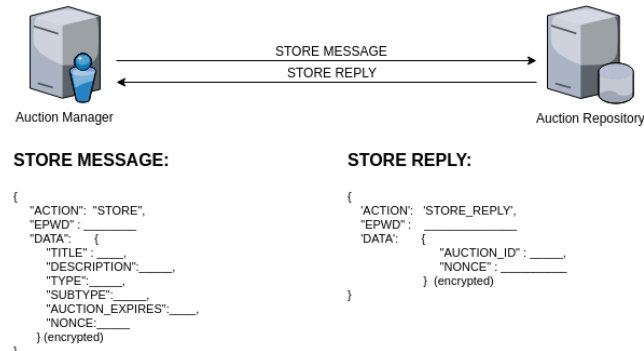 STORE MESSAGE
STORE REPLY
Auction Manager
Auction Repository
STORE MESSAGE:
{
"ACTION": "STORE",
"EPWD" : ________
"DATA": {
"TITLE" : ____,
"DESCRIPTION":_____,
"TYPE":_____,
"SUBTYPE":_____,
"AUCTION_EXPIRES":____,
"NONCE:_____
} (encrypted)
}
STORE REPLY:
{
'ACTION': 'STORE_REPLY',
"EPWD" : ______________
'DATA': {
"AUCTION_ID" : _____,
"NONCE" : __________
} (encrypted)
}